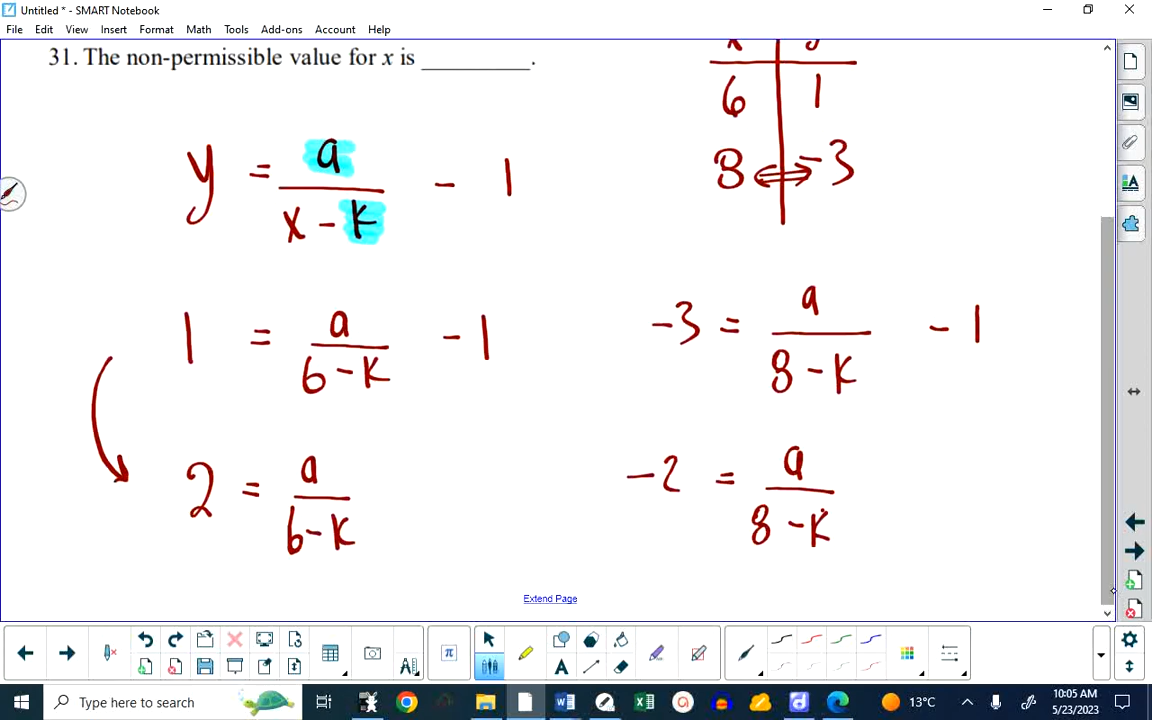 Untitled * - SMART Notebook
File Edit View Insert Format Math Tools Add-ons Account Help
31. The non-permissible value for x is _________.
6 | 1
8 ⟷ -3
y = a/(x - k) - 1
1 = a/(6 - k) - 1
-3 = a/(8 - k) - 1
2 = a/(6 - k)
-2 = a/(8 - k)
Extend Page
π
A
Type here to search
13°C
10:05 AM
5/23/2023